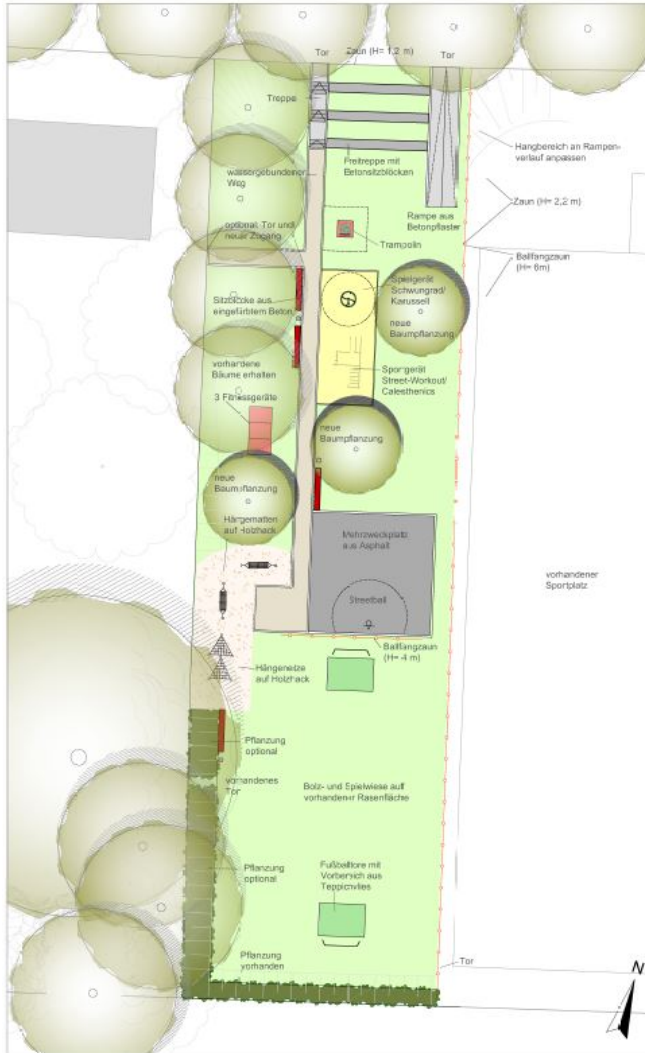 Tor
Zaun (H= 1,2 m)
Tor
Treppe
Hangbereich an Rampen-
verlauf anpassen
wassergebundener
Weg
Freitreppe mit
Betonsitzblöcken
Zaun (H= 2,2 m)
Rampe aus
Betonpflaster
optional: Tor und
neuer Zugang
Trampolin
Ballfangzaun
(H= 6m)
Spielgerät
Schwungrad/
Karussell
Sitzblöcke aus
eingefärbtem Beton
neue
Baumpflanzung
vorhandene
Bäume erhalten
Sportgerät
Street-Workout/
Calesthenics
3 Fitnessgeräte
neue
Baumpflanzung
neue
Baumpflanzung
Hängematten
auf Holzhack
Mehrzweckplatz
aus Asphalt
vorhandener
Sportplatz
Streetball
Ballfangzaun
(H= 4 m)
Hängenetze
auf Holzhack
Pflanzung
optional
vorhandenes
Tor
Bolz- und Spielwiese auf
vorhandener Rasenfläche
Pflanzung
optional
Fußballtore mit
Vorbereich aus
Teppichvlies
Pflanzung
vorhanden
Tor
N